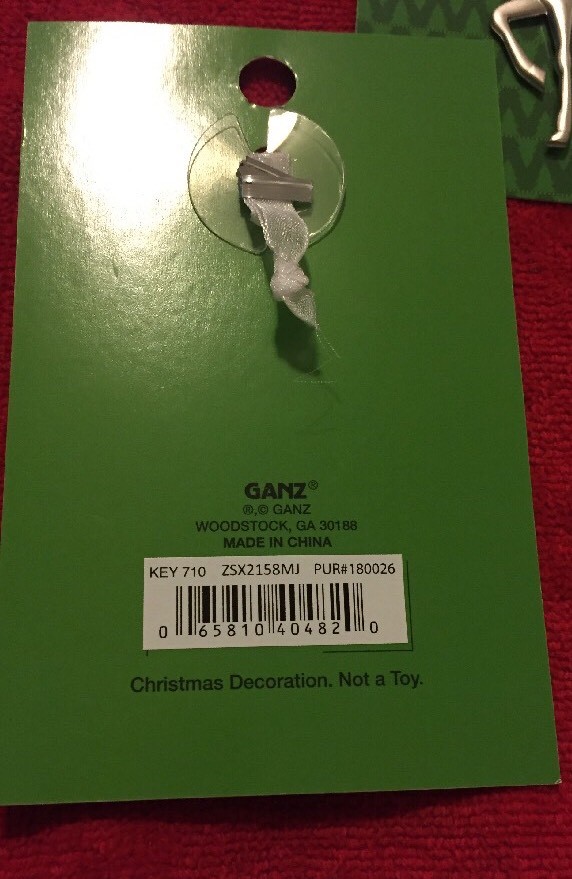 GANZ®
®,© GANZ
WOODSTOCK, GA 30188
MADE IN CHINA
KEY 710 ZSX2158MJ PUR#180026
0 65810 40482 0
Christmas Decoration. Not a Toy.